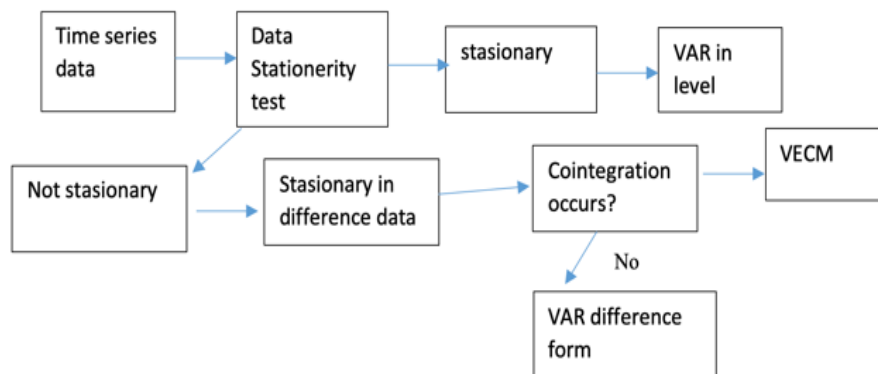 Time series
data
Data
Stationerity
test
stasionary
VAR in
level
Not stasionary
Stasionary in
difference data
Cointegration
occurs?
VECM
No
VAR difference
form